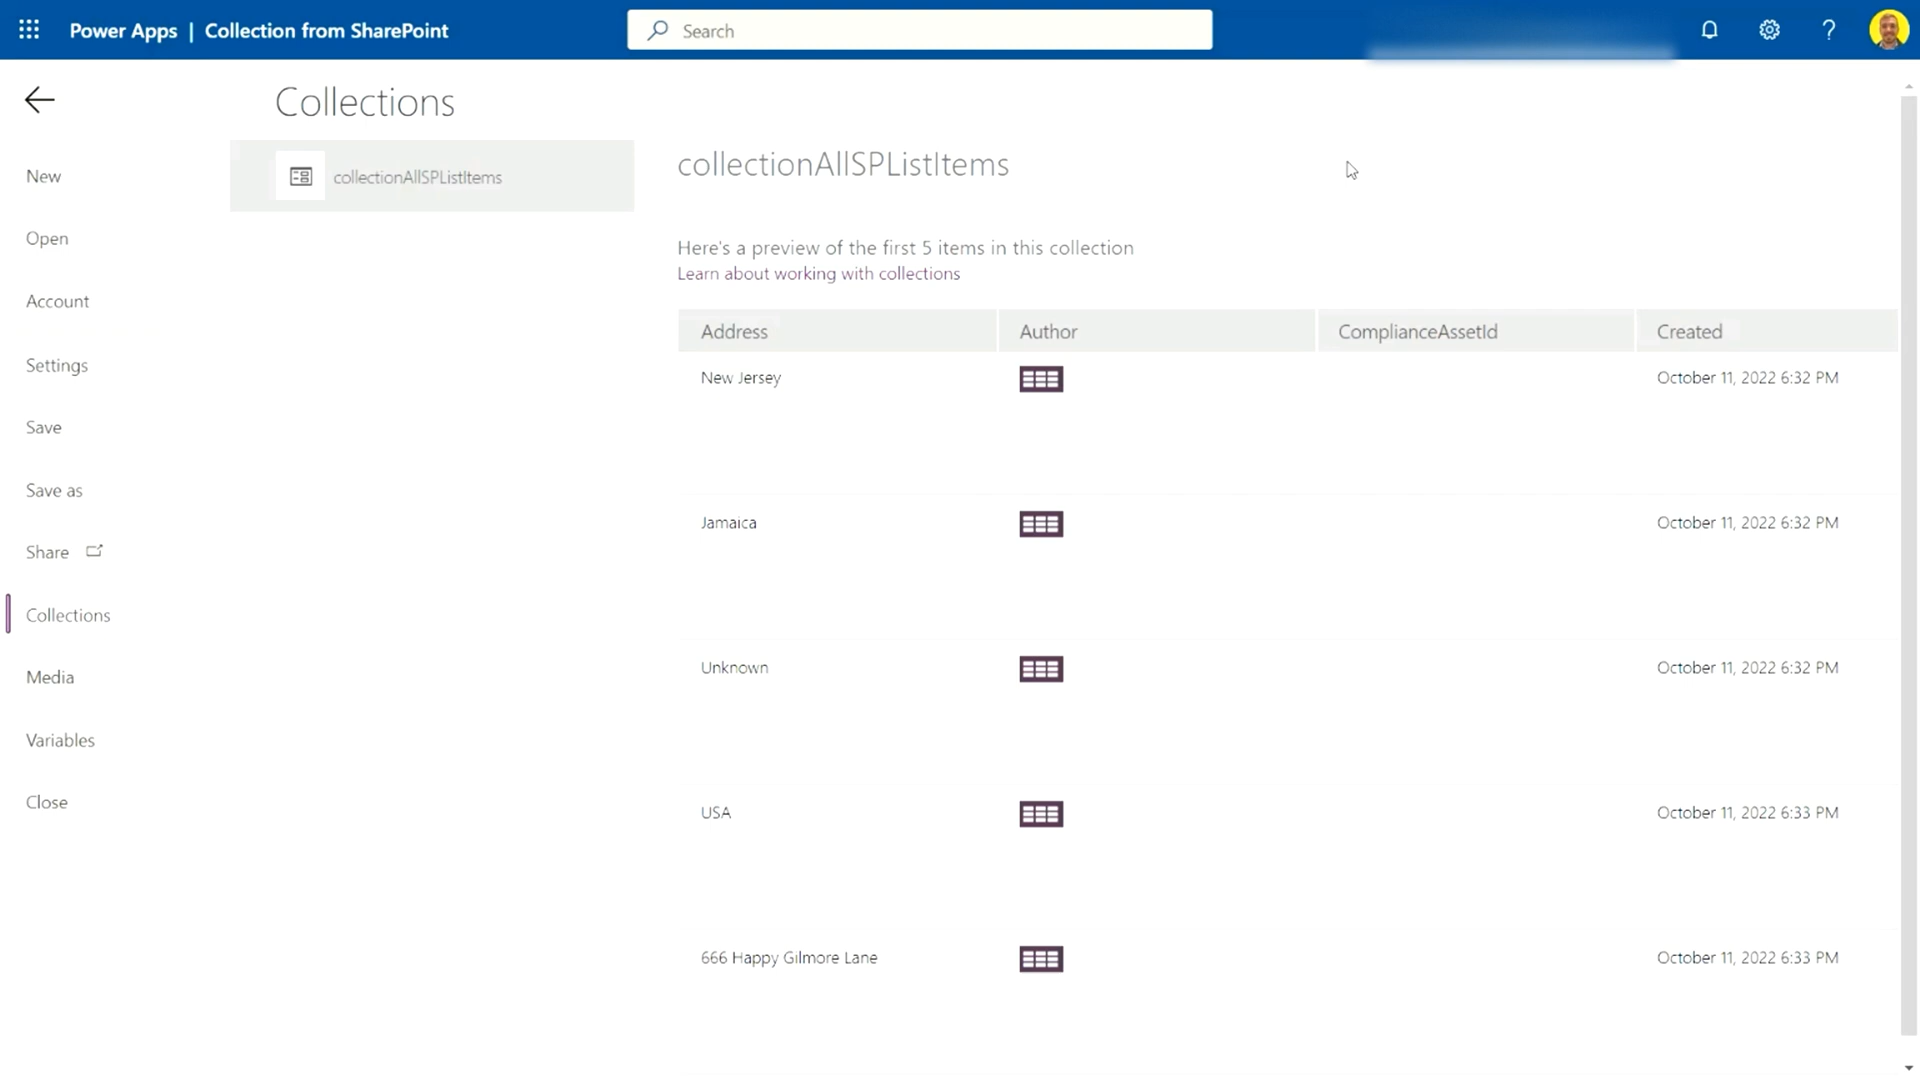 Power Apps | Collection from SharePoint
Search
?
Collections
New
Open
Account
Settings
Save
Save as
Share
Collections
Media
Variables
Close
collectionAllSPListItems
collectionAllSPListItems
Here's a preview of the first 5 items in this collection
Learn about working with collections
Address Author ComplianceAssetId Created
New Jersey October 11, 2022 6:32 PM
Jamaica October 11, 2022 6:32 PM
Unknown October 11, 2022 6:32 PM
USA October 11, 2022 6:33 PM
666 Happy Gilmore Lane October 11, 2022 6:33 PM